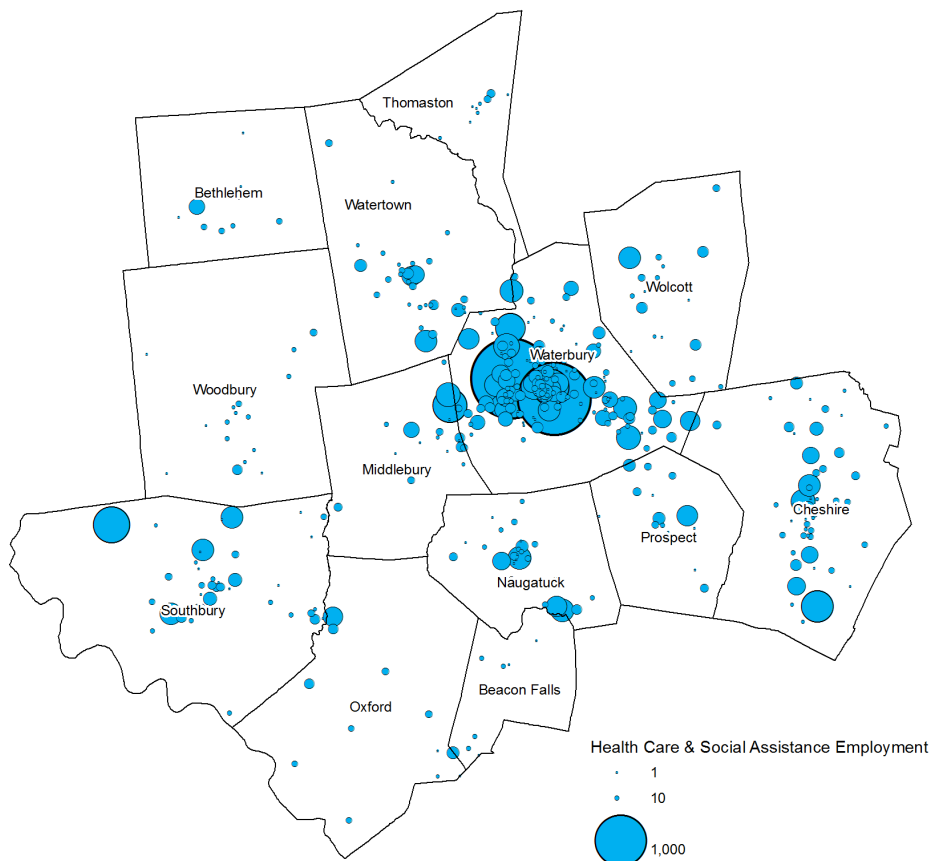 Thomaston
Bethlehem
Watertown
Wolcott
Waterbury
Woodbury
Middlebury
Cheshire
Prospect
Naugatuck
Southbury
Beacon Falls
Oxford
Health Care & Social Assistance Employment
1
10
1,000